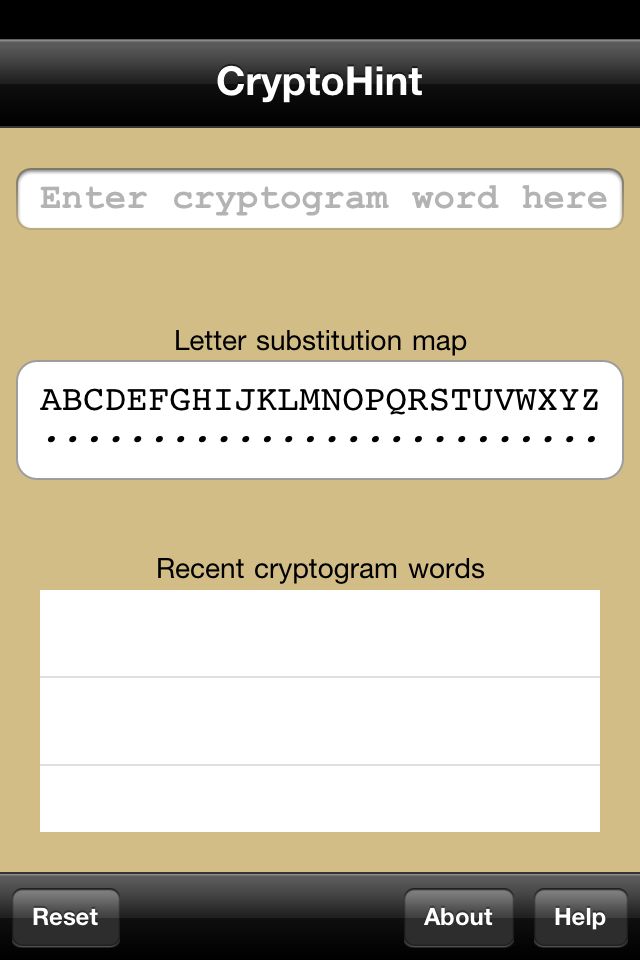 CryptoHint
Enter cryptogram word here
Letter substitution map
ABCDEFGHIJKLMNOPQRSTUVWXYZ
..........................
Recent cryptogram words
Reset About Help